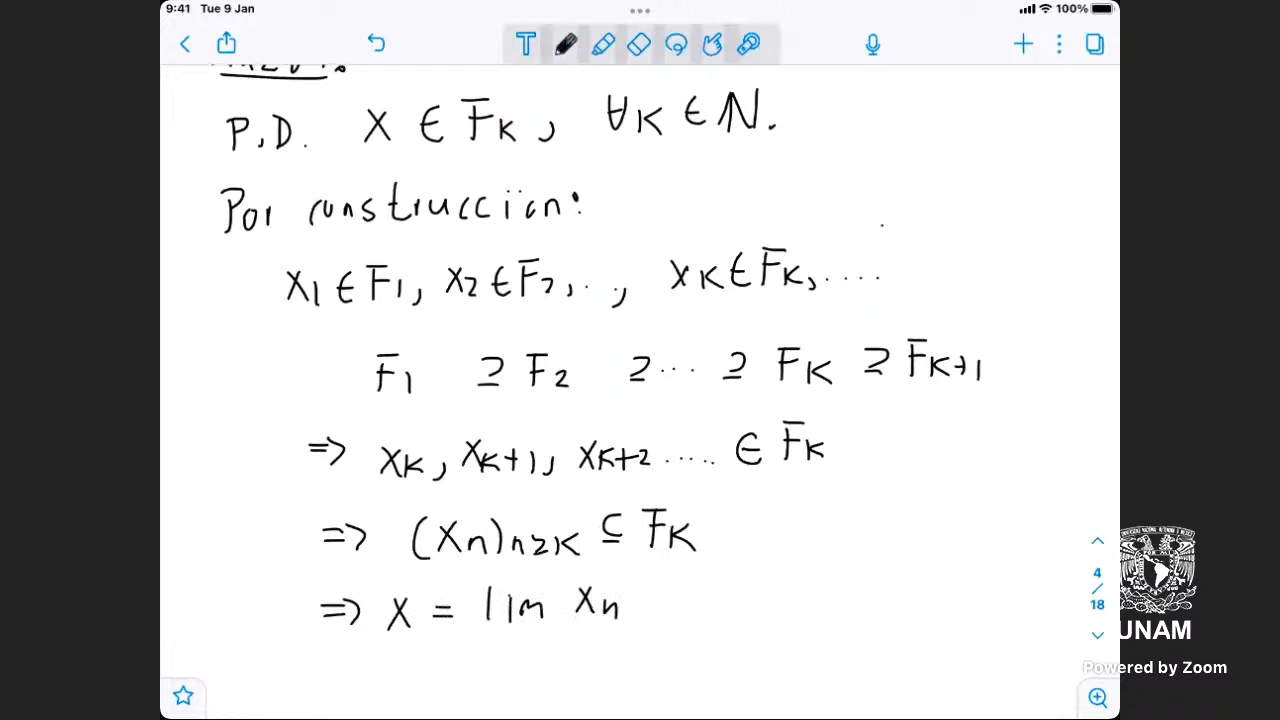 9:41 Tue 9 Jan
100%
P.D. X ∈ Fk, ∀k ∈ ℕ.
Por construcción:
x1 ∈ F1, x2 ∈ F2, ..., xk ∈ Fk, ....
F1 ⊇ F2 ⊇ ... ⊇ Fk ⊇ Fk+1
=> xk, xk+1, xk+2 ..... ∈ Fk
=> (xn)n≥k ⊆ Fk
=> X = lim xn
4
/
18
UNAM
Powered by Zoom